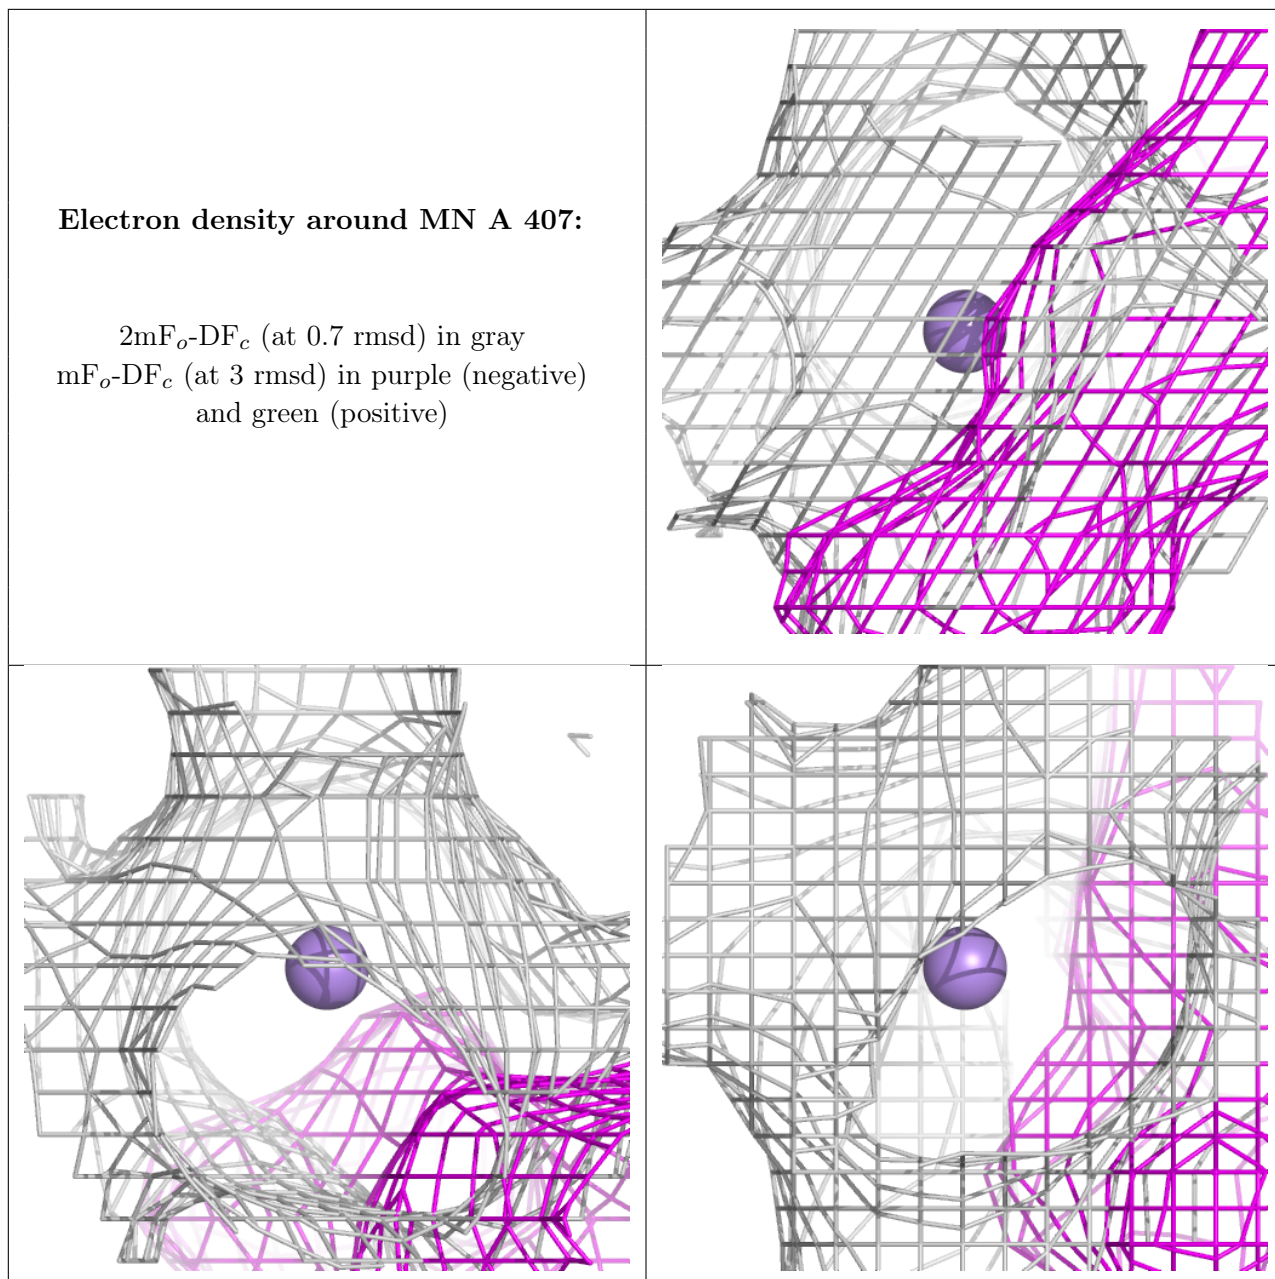 Electron density around MN A 407:
2mFo-DFc (at 0.7 rmsd) in gray
mFo-DFc (at 3 rmsd) in purple (negative)
and green (positive)